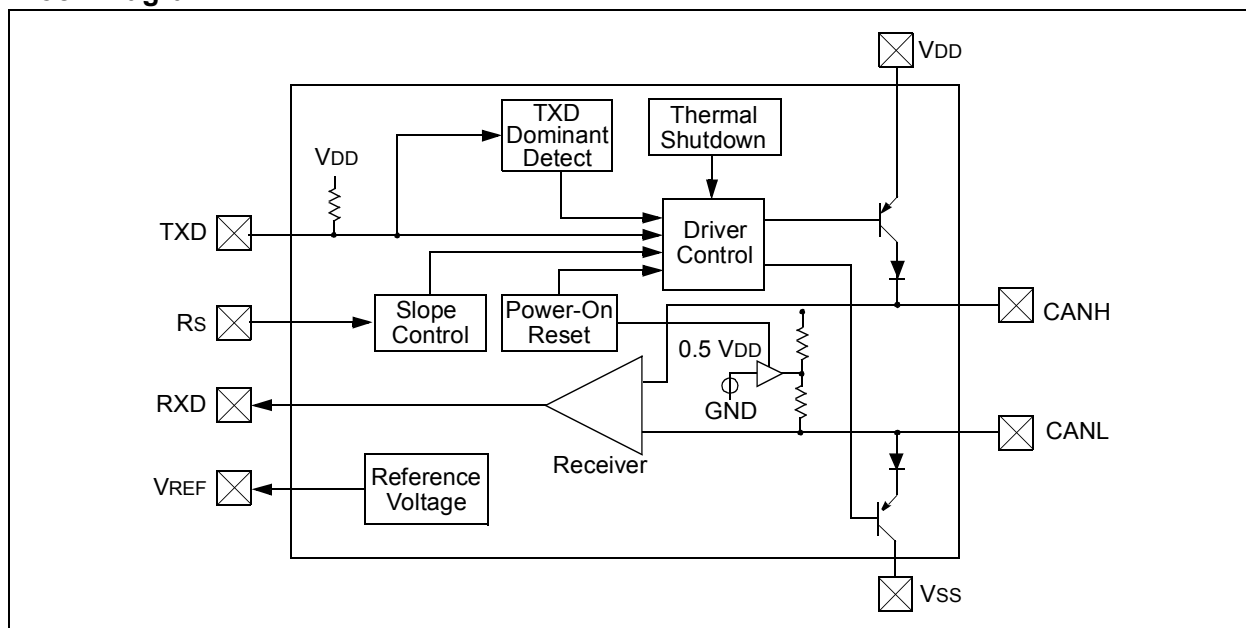 VDD
TXD
Dominant
Detect
Thermal
Shutdown
VDD
TXD
Driver
Control
RS
Slope
Control
Power-On
Reset
CANH
0.5 VDD
GND
RXD
CANL
Receiver
VREF
Reference
Voltage
VSS